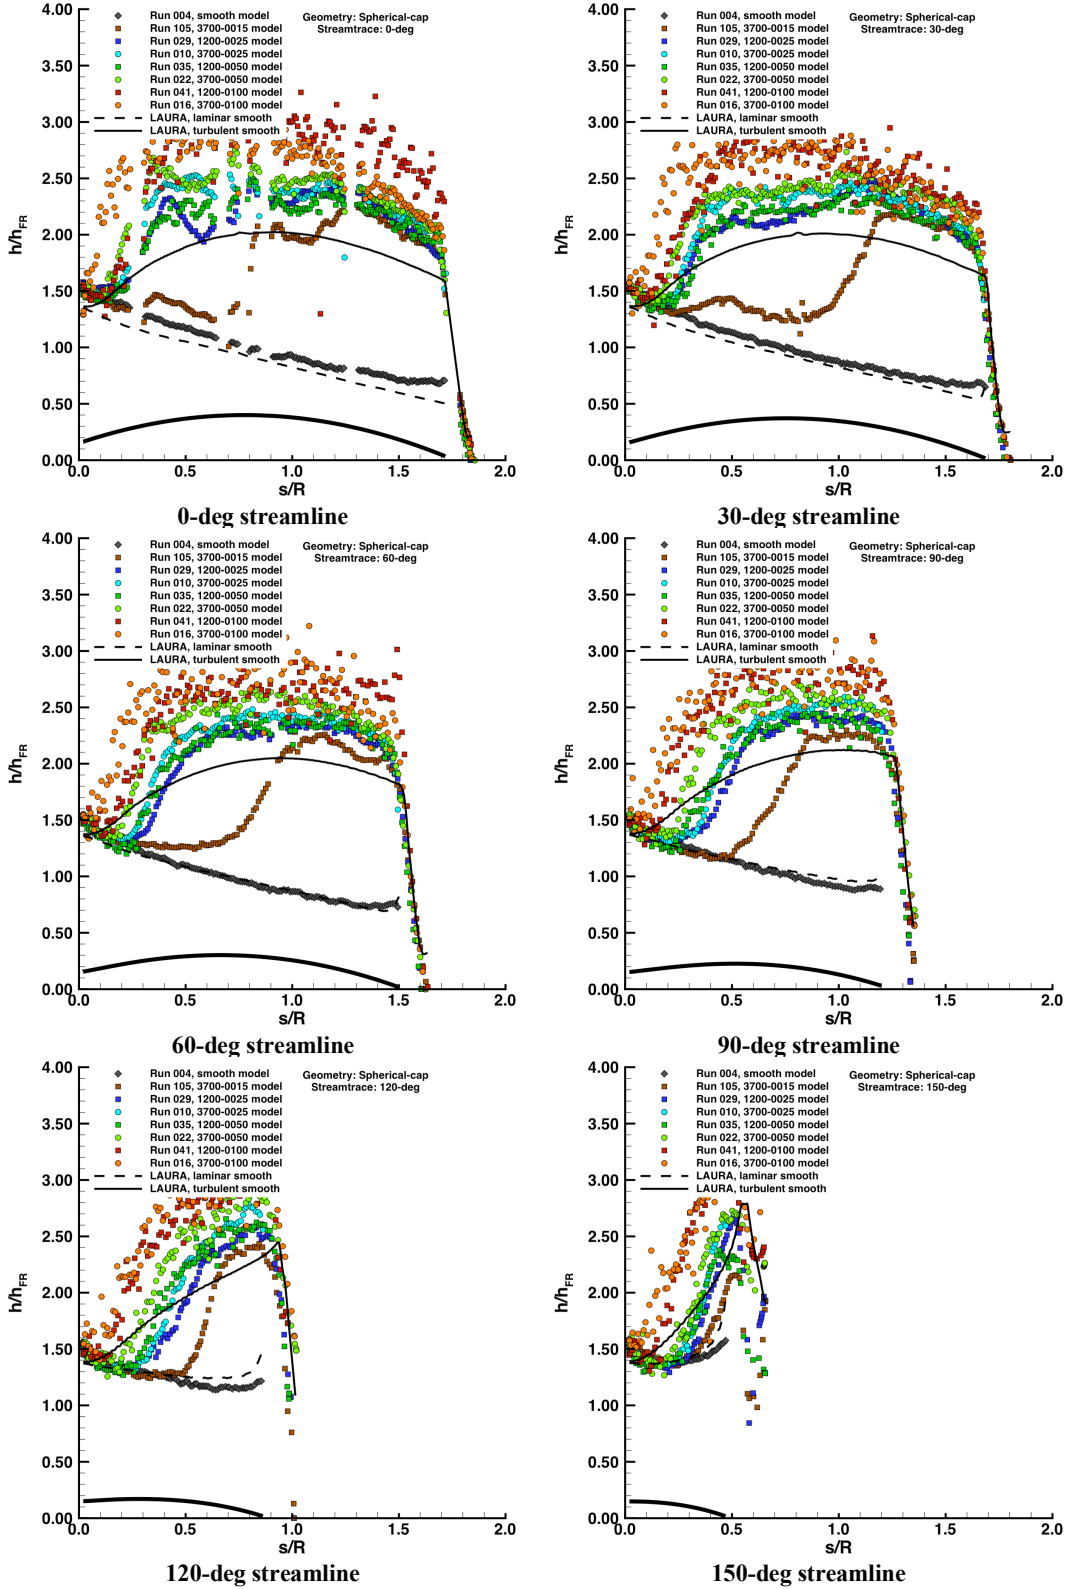 Run 004, smooth model
Run 105, 3700-0015 model
Run 029, 1200-0025 model
Run 010, 3700-0025 model
Run 035, 1200-0050 model
Run 022, 3700-0050 model
Run 041, 1200-0100 model
Run 016, 3700-0100 model
LAURA, laminar smooth
LAURA, turbulent smooth
Geometry: Spherical-cap
Streamtrace: 0-deg
4.00
3.50
3.00
2.50
2.00
1.50
1.00
0.50
0.00
h/hFR
0.0 0.5 1.0 1.5 2.0
s/R
0-deg streamline
Run 004, smooth model
Run 105, 3700-0015 model
Run 029, 1200-0025 model
Run 010, 3700-0025 model
Run 035, 1200-0050 model
Run 022, 3700-0050 model
Run 041, 1200-0100 model
Run 016, 3700-0100 model
LAURA, laminar smooth
LAURA, turbulent smooth
Geometry: Spherical-cap
Streamtrace: 30-deg
4.00
3.50
3.00
2.50
2.00
1.50
1.00
0.50
0.00
h/hFR
0.0 0.5 1.0 1.5 2.0
s/R
30-deg streamline
Run 004, smooth model
Run 105, 3700-0015 model
Run 029, 1200-0025 model
Run 010, 3700-0025 model
Run 035, 1200-0050 model
Run 022, 3700-0050 model
Run 041, 1200-0100 model
Run 016, 3700-0100 model
LAURA, laminar smooth
LAURA, turbulent smooth
Geometry: Spherical-cap
Streamtrace: 60-deg
4.00
3.50
3.00
2.50
2.00
1.50
1.00
0.50
0.00
h/hFR
0.0 0.5 1.0 1.5 2.0
s/R
60-deg streamline
Run 004, smooth model
Run 105, 3700-0015 model
Run 029, 1200-0025 model
Run 010, 3700-0025 model
Run 035, 1200-0050 model
Run 022, 3700-0050 model
Run 041, 1200-0100 model
Run 016, 3700-0100 model
LAURA, laminar smooth
LAURA, turbulent smooth
Geometry: Spherical-cap
Streamtrace: 90-deg
4.00
3.50
3.00
2.50
2.00
1.50
1.00
0.50
0.00
h/hFR
0.0 0.5 1.0 1.5 2.0
s/R
90-deg streamline
Run 004, smooth model
Run 105, 3700-0015 model
Run 029, 1200-0025 model
Run 010, 3700-0025 model
Run 035, 1200-0050 model
Run 022, 3700-0050 model
Run 041, 1200-0100 model
Run 016, 3700-0100 model
LAURA, laminar smooth
LAURA, turbulent smooth
Geometry: Spherical-cap
Streamtrace: 120-deg
4.00
3.50
3.00
2.50
2.00
1.50
1.00
0.50
0.00
h/hFR
0.0 0.5 1.0 1.5 2.0
s/R
120-deg streamline
Run 004, smooth model
Run 105, 3700-0015 model
Run 029, 1200-0025 model
Run 010, 3700-0025 model
Run 035, 1200-0050 model
Run 022, 3700-0050 model
Run 041, 1200-0100 model
Run 016, 3700-0100 model
LAURA, laminar smooth
LAURA, turbulent smooth
Geometry: Spherical-cap
Streamtrace: 150-deg
4.00
3.50
3.00
2.50
2.00
1.50
1.00
0.50
0.00
h/hFR
0.0 0.5 1.0 1.5 2.0
s/R
150-deg streamline